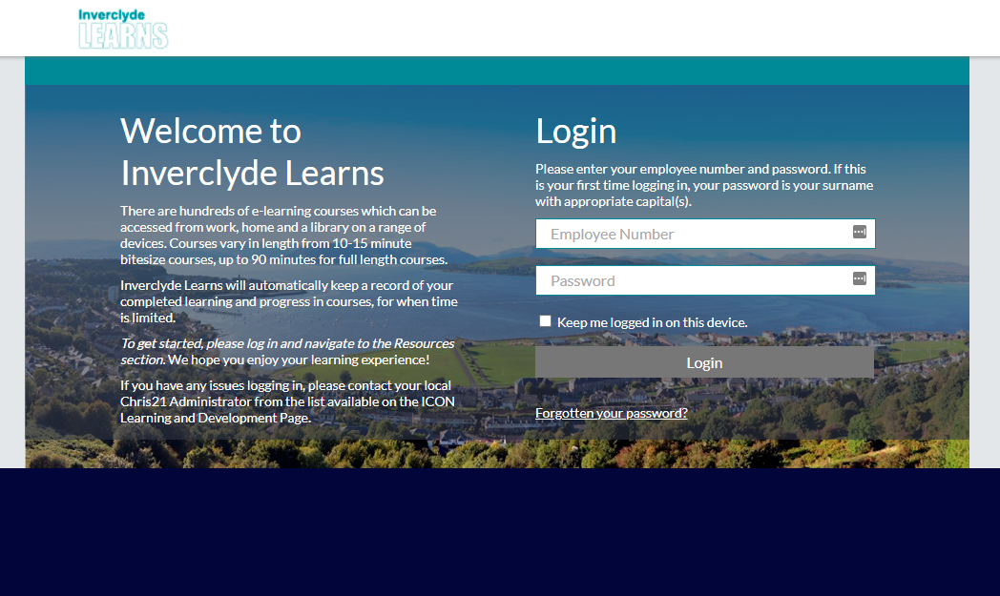 Inverclyde
LEARNS
Welcome to
Inverclyde Learns
There are hundreds of e-learning courses which can be
accessed from work, home and a library on a range of
devices. Courses vary in length from 10-15 minute
bitesize courses, up to 90 minutes for full length courses.
Inverclyde Learns will automatically keep a record of your
completed learning and progress in courses, for when time
is limited.
To get started, please log in and navigate to the Resources
section. We hope you enjoy your learning experience!
If you have any issues logging in, please contact your local
Chris21 Administrator from the list available on the ICON
Learning and Development Page.
Login
Please enter your employee number and password. If this
is your first time logging in, your password is your surname
with appropriate capital(s).
Employee Number
Password
Keep me logged in on this device.
Login
Forgotten your password?